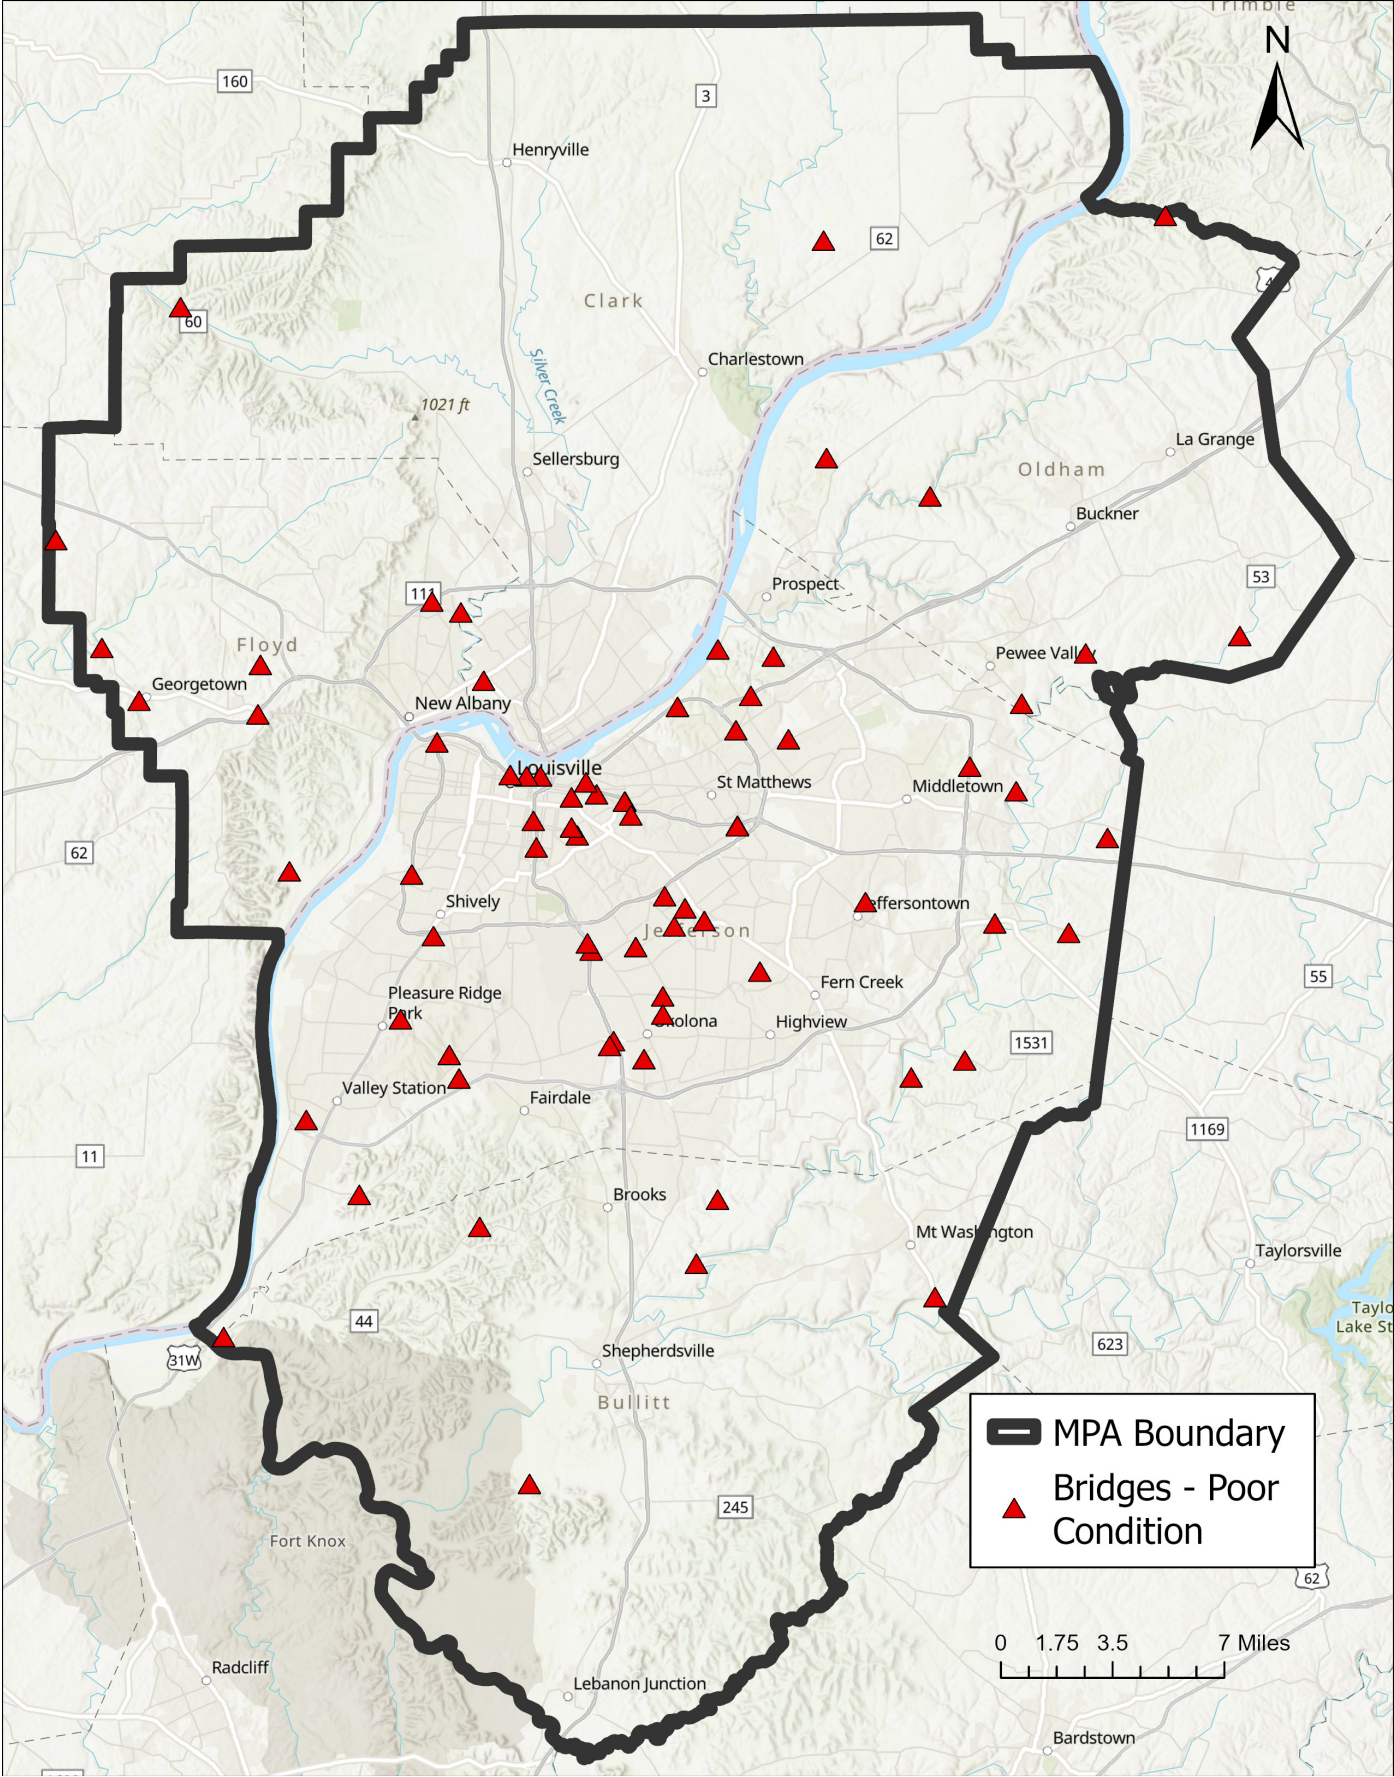 Trimble
N
160
3
Henryville
62
Clark
60
Silver Creek
Charlestown
1021 ft
La Grange
Sellersburg
Oldham
Buckner
53
Prospect
111
Floyd
Pewee Valley
Georgetown
New Albany
Louisville
St Matthews
Middletown
62
Shively
Jeffersontown
Jefferson
55
Fern Creek
Pleasure Ridge
Park
Okolona
Highview
1531
Valley Station
Fairdale
1169
11
Brooks
Mt Washington
Taylorsville
44
Shepherdsville
623
31W
Bullitt
MPA Boundary
Bridges - Poor
Condition
245
Fort Knox
62
0 1.75 3.5 7 Miles
Radcliff
Lebanon Junction
Bardstown